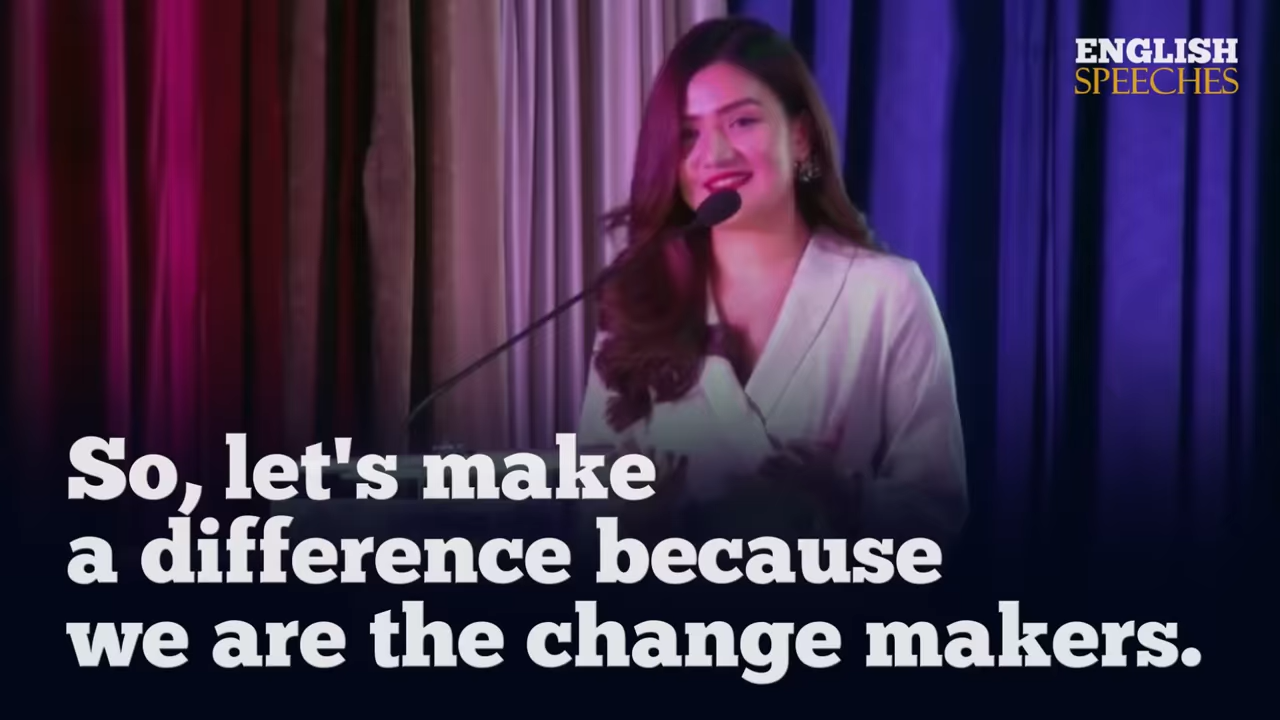 ENGLISH
SPEECHES
So, let's make
a difference because
we are the change makers.